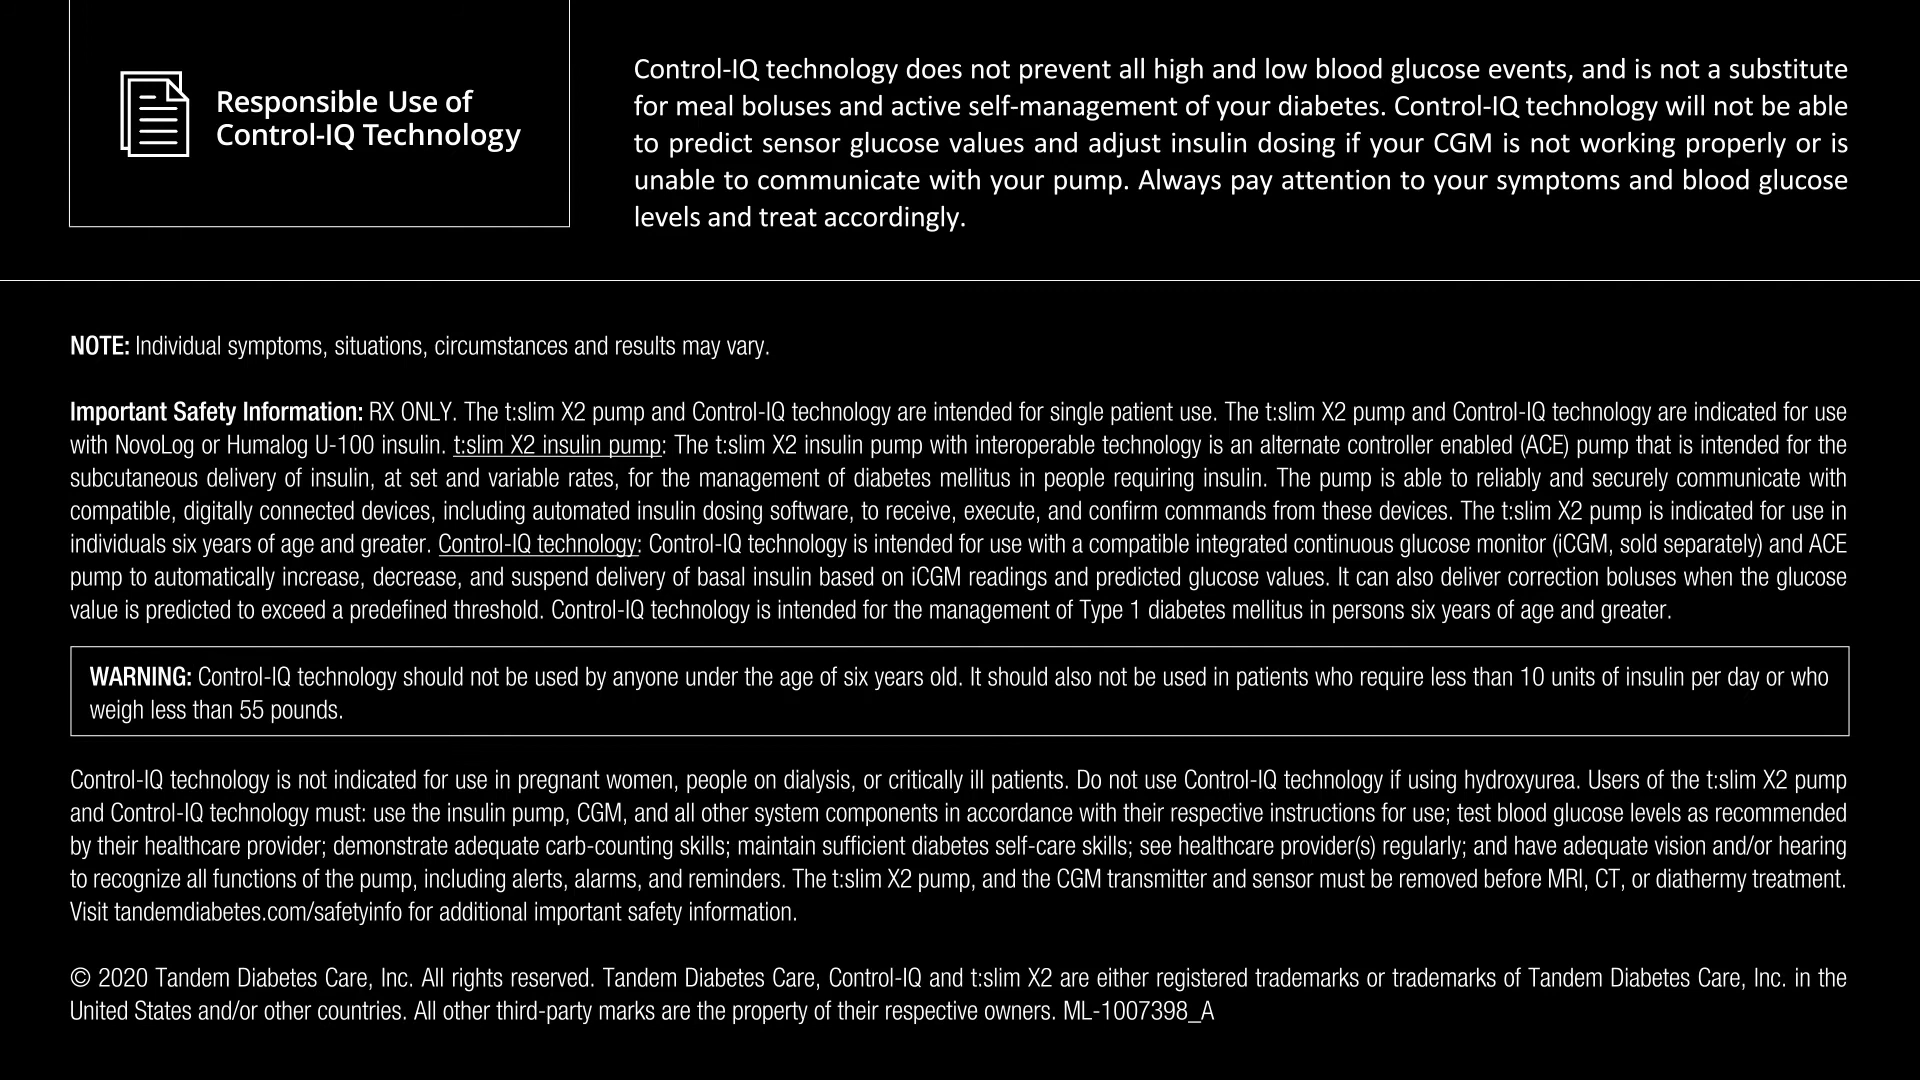 Responsible Use of
Control-IQ Technology
Control-IQ technology does not prevent all high and low blood glucose events, and is not a substitute
for meal boluses and active self-management of your diabetes. Control-IQ technology will not be able
to predict sensor glucose values and adjust insulin dosing if your CGM is not working properly or is
unable to communicate with your pump. Always pay attention to your symptoms and blood glucose
levels and treat accordingly.
NOTE: Individual symptoms, situations, circumstances and results may vary.
Important Safety Information: RX ONLY. The t:slim X2 pump and Control-IQ technology are intended for single patient use. The t:slim X2 pump and Control-IQ technology are indicated for use
with NovoLog or Humalog U-100 insulin. t:slim X2 insulin pump: The t:slim X2 insulin pump with interoperable technology is an alternate controller enabled (ACE) pump that is intended for the
subcutaneous delivery of insulin, at set and variable rates, for the management of diabetes mellitus in people requiring insulin. The pump is able to reliably and securely communicate with
compatible, digitally connected devices, including automated insulin dosing software, to receive, execute, and confirm commands from these devices. The t:slim X2 pump is indicated for use in
individuals six years of age and greater. Control-IQ technology: Control-IQ technology is intended for use with a compatible integrated continuous glucose monitor (iCGM, sold separately) and ACE
pump to automatically increase, decrease, and suspend delivery of basal insulin based on iCGM readings and predicted glucose values. It can also deliver correction boluses when the glucose
value is predicted to exceed a predefined threshold. Control-IQ technology is intended for the management of Type 1 diabetes mellitus in persons six years of age and greater.
WARNING: Control-IQ technology should not be used by anyone under the age of six years old. It should also not be used in patients who require less than 10 units of insulin per day or who
weigh less than 55 pounds.
Control-IQ technology is not indicated for use in pregnant women, people on dialysis, or critically ill patients. Do not use Control-IQ technology if using hydroxyurea. Users of the t:slim X2 pump
and Control-IQ technology must: use the insulin pump, CGM, and all other system components in accordance with their respective instructions for use; test blood glucose levels as recommended
by their healthcare provider; demonstrate adequate carb-counting skills; maintain sufficient diabetes self-care skills; see healthcare provider(s) regularly; and have adequate vision and/or hearing
to recognize all functions of the pump, including alerts, alarms, and reminders. The t:slim X2 pump, and the CGM transmitter and sensor must be removed before MRI, CT, or diathermy treatment.
Visit tandemdiabetes.com/safetyinfo for additional important safety information.
© 2020 Tandem Diabetes Care, Inc. All rights reserved. Tandem Diabetes Care, Control-IQ and t:slim X2 are either registered trademarks or trademarks of Tandem Diabetes Care, Inc. in the
United States and/or other countries. All other third-party marks are the property of their respective owners. ML-1007398_A